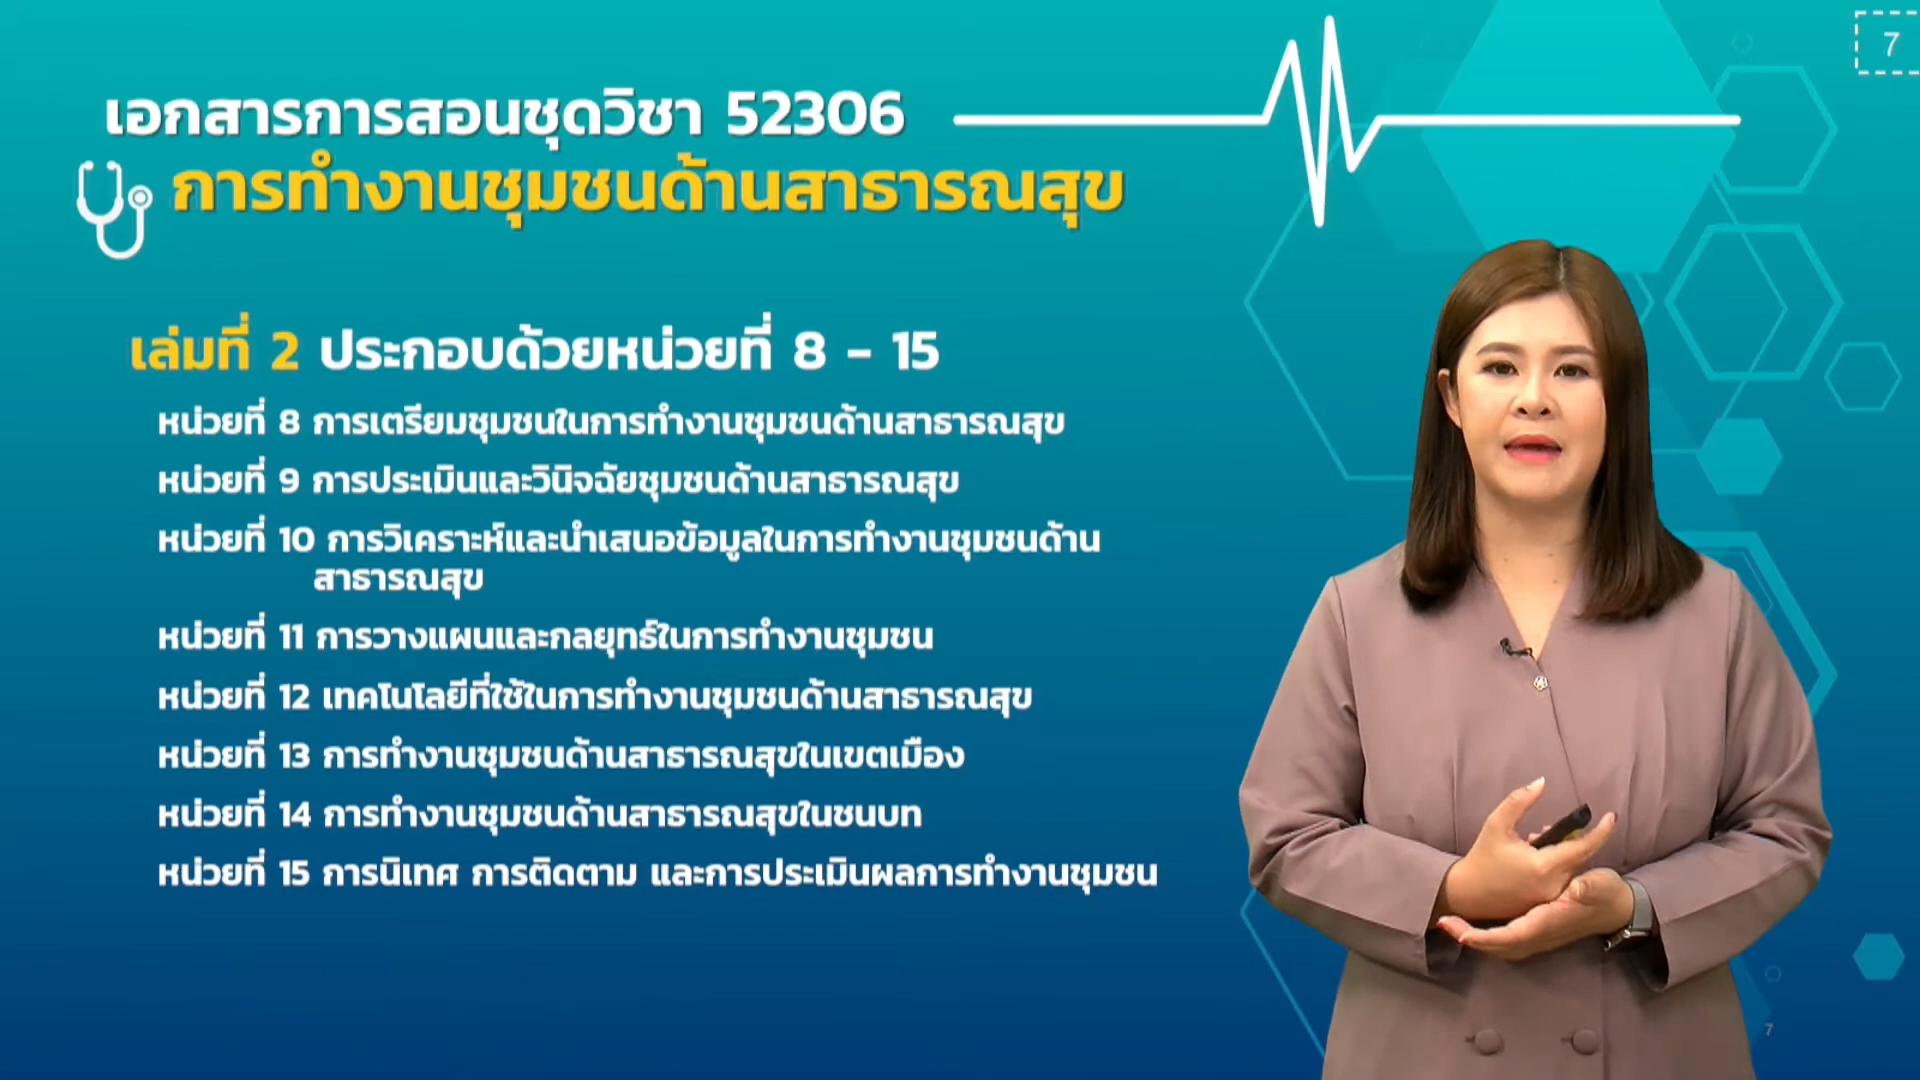 7
เอกสารการสอนชุดวิชา 52306
การทำงานชุมชนด้านสาธารณสุข
เล่มที่ 2 ประกอบด้วยหน่วยที่ 8 - 15
หน่วยที่ 8 การเตรียมชุมชนในการทำงานชุมชนด้านสาธารณสุข
หน่วยที่ 9 การประเมินและวินิจฉัยชุมชนด้านสาธารณสุข
หน่วยที่ 10 การวิเคราะห์และนำเสนอข้อมูลในการทำงานชุมชนด้าน
สาธารณสุข
หน่วยที่ 11 การวางแผนและกลยุทธ์ในการทำงานชุมชน
หน่วยที่ 12 เทคโนโลยีที่ใช้ในการทำงานชุมชนด้านสาธารณสุข
หน่วยที่ 13 การทำงานชุมชนด้านสาธารณสุขในเขตเมือง
หน่วยที่ 14 การทำงานชุมชนด้านสาธารณสุขในชนบท
หน่วยที่ 15 การนิเทศ การติดตาม และการประเมินผลการทำงานชุมชน
7